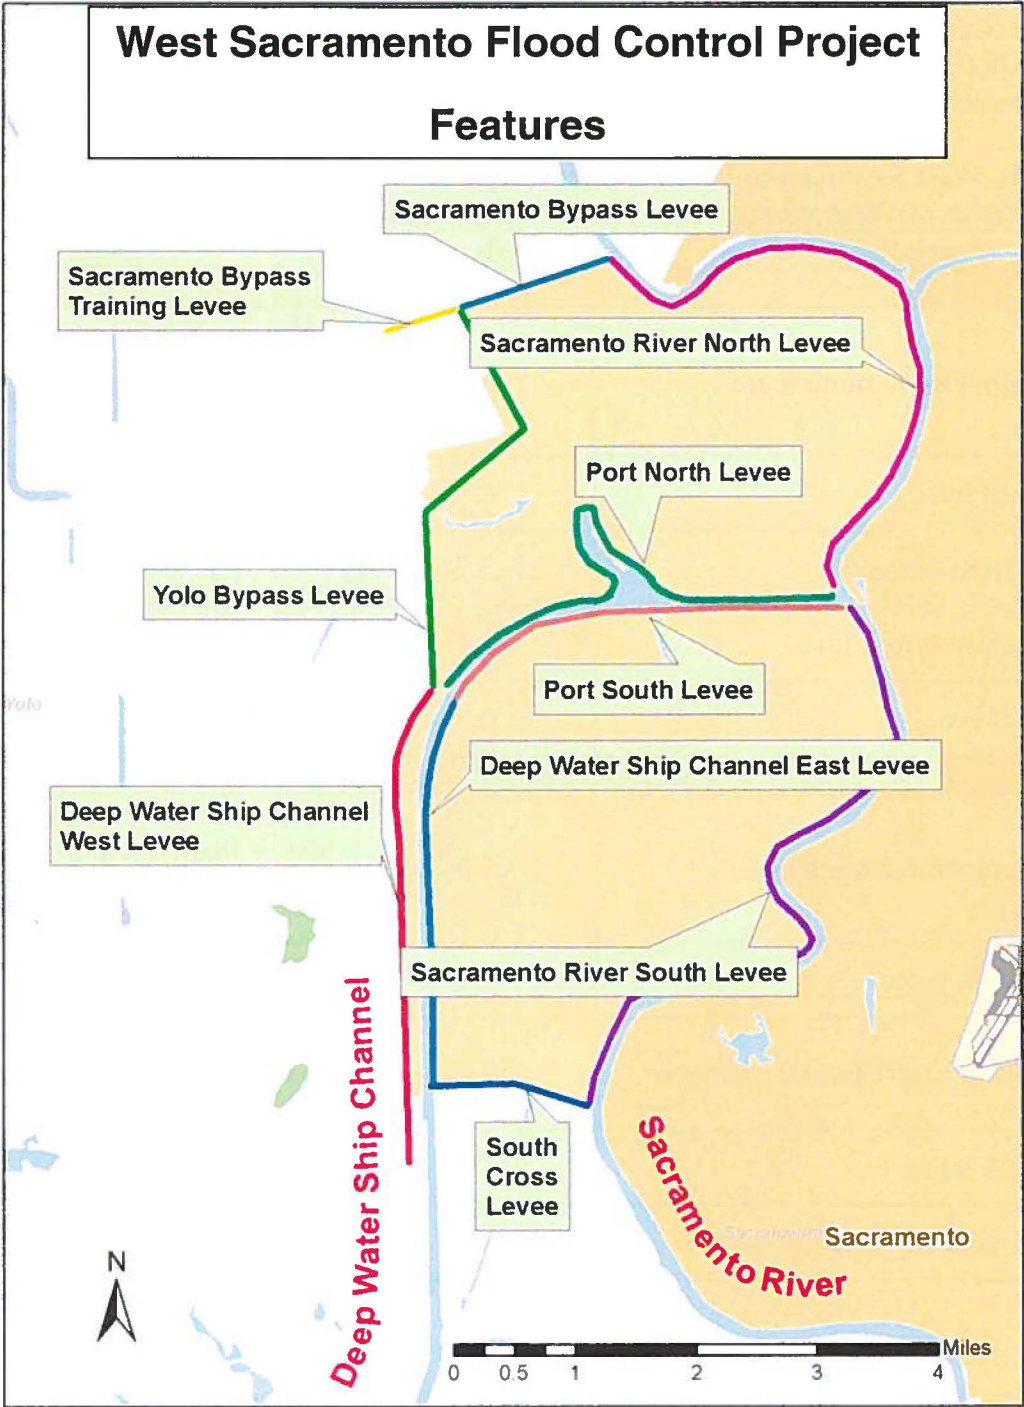 West Sacramento Flood Control Project
Features
Sacramento Bypass Levee
Sacramento Bypass
Training Levee
Sacramento River North Levee
Port North Levee
Yolo Bypass Levee
Port South Levee
Yolo
Deep Water Ship Channel East Levee
Deep Water Ship Channel
West Levee
Sacramento River South Levee
Deep Water Ship Channel
South
Cross
Levee
Sacramento River
Sacramento
N
Miles
0 0.5 1 2 3 4